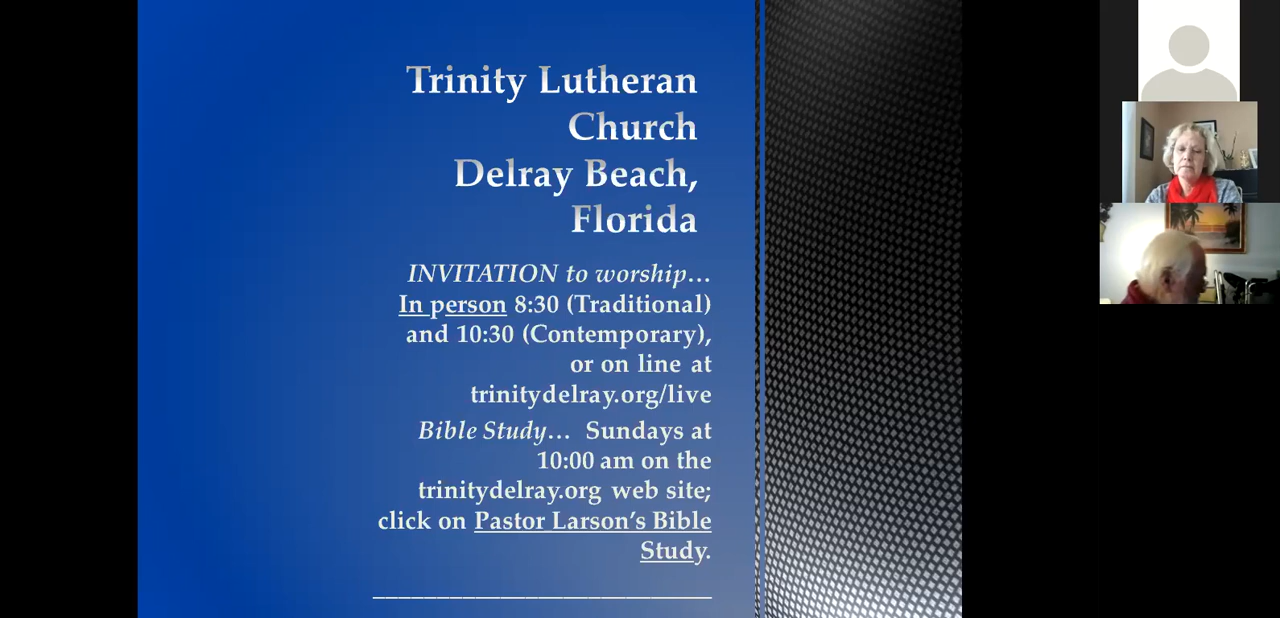 Trinity Lutheran
Church
Delray Beach,
Florida
INVITATION to worship…
In person 8:30 (Traditional)
and 10:30 (Contemporary),
or on line at
trinitydelray.org/live
Bible Study… Sundays at
10:00 am on the
trinitydelray.org web site;
click on Pastor Larson’s Bible
Study.